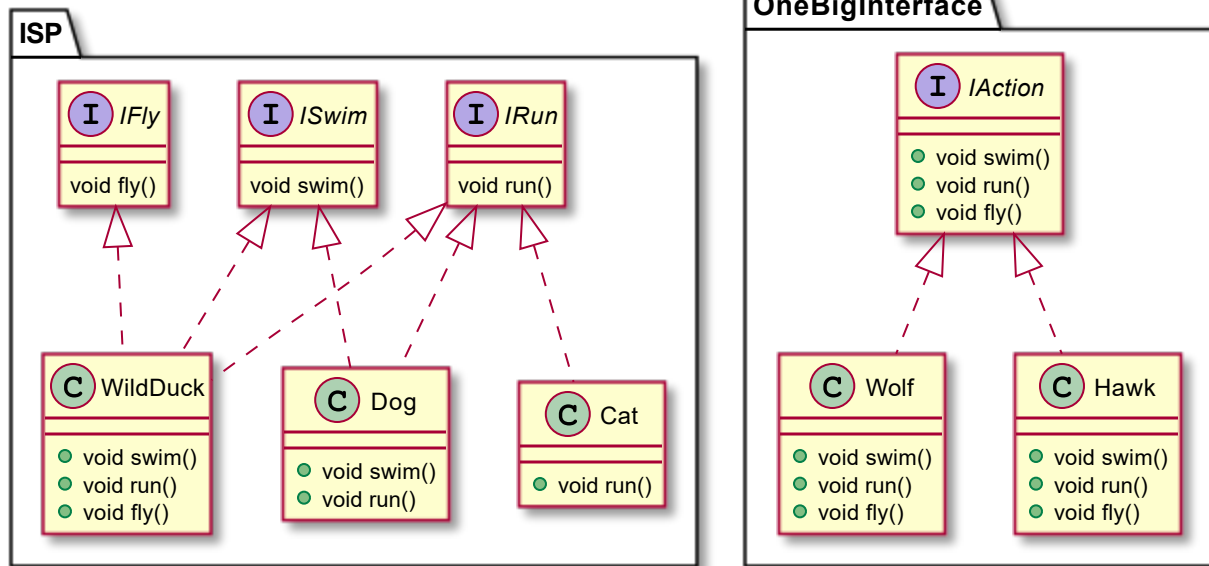 ISP
I IFly
void fly()
I ISwim
void swim()
I IRun
void run()
C WildDuck
void swim()
void run()
void fly()
C Dog
void swim()
void run()
C Cat
void run()
OneBigInterface
I IAction
void swim()
void run()
void fly()
C Wolf
void swim()
void run()
void fly()
C Hawk
void swim()
void run()
void fly()